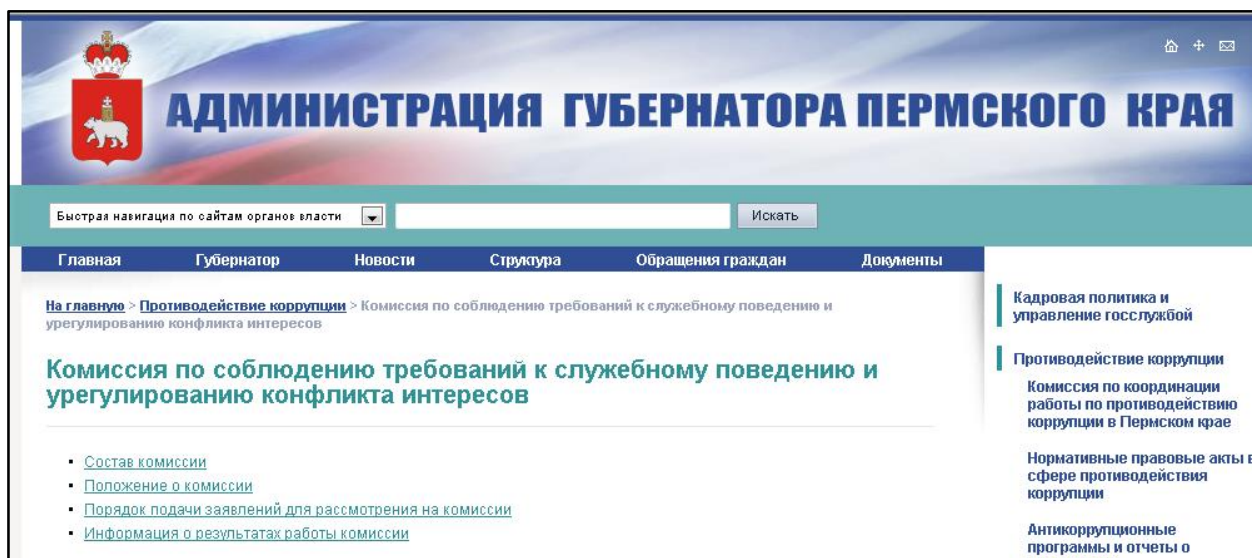 АДМИНИСТРАЦИЯ ГУБЕРНАТОРА ПЕРМСКОГО КРАЯ
Быстрая навигация по сайтам органов власти
Искать
Главная Губернатор Новости Структура Обращения граждан Документы
На главную > Противодействие коррупции > Комиссия по соблюдению требований к служебному поведению и
урегулированию конфликта интересов
Комиссия по соблюдению требований к служебному поведению и
урегулированию конфликта интересов
Состав комиссии
Положение о комиссии
Порядок подачи заявлений для рассмотрения на комиссии
Информация о результатах работы комиссии
Кадровая политика и
управление госслужбой
Противодействие коррупции
Комиссия по координации
работы по противодействию
коррупции в Пермском крае
Нормативные правовые акты в
сфере противодействия
коррупции
Антикоррупционные
программы и отчеты о